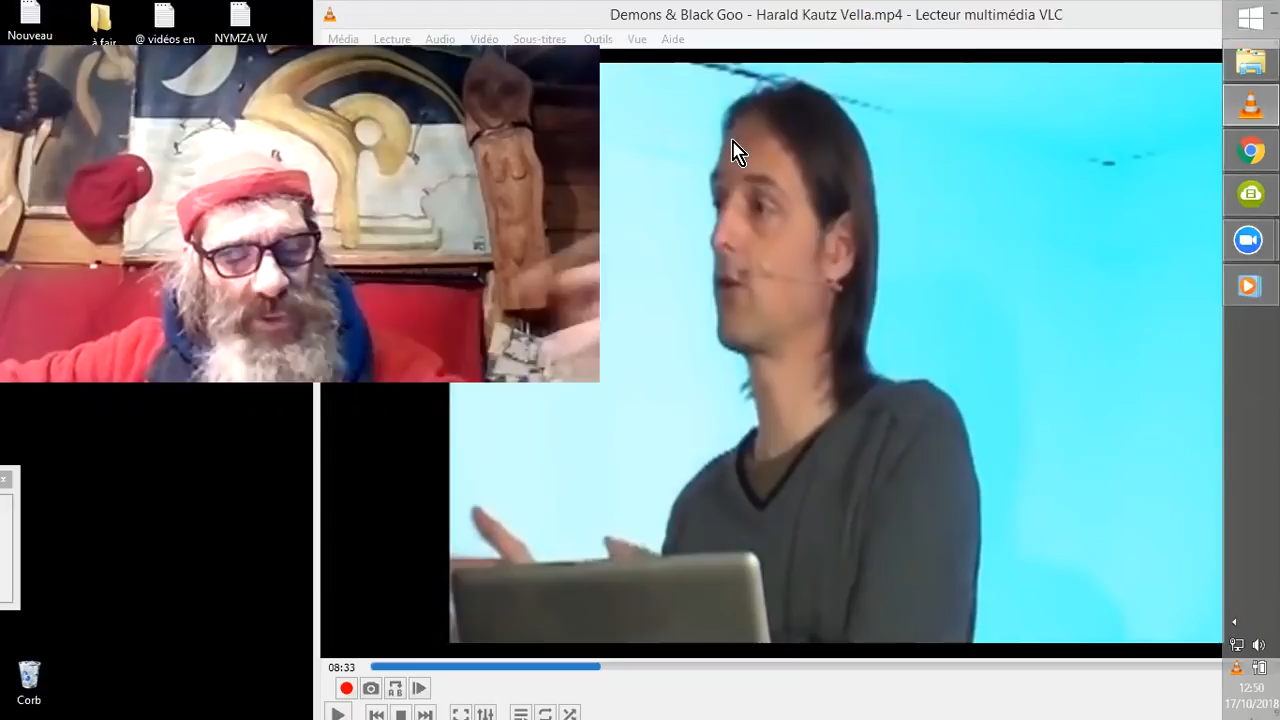 Demons & Black Goo - Harald Kautz Vella.mp4 - Lecteur multimédia VLC
Média Lecture Audio Vidéo Sous-titres Outils Vue Aide
Nouveau
à fair
@ vidéos en
NYMZA W
08:33
A B
Corb
12:50
17/10/2018